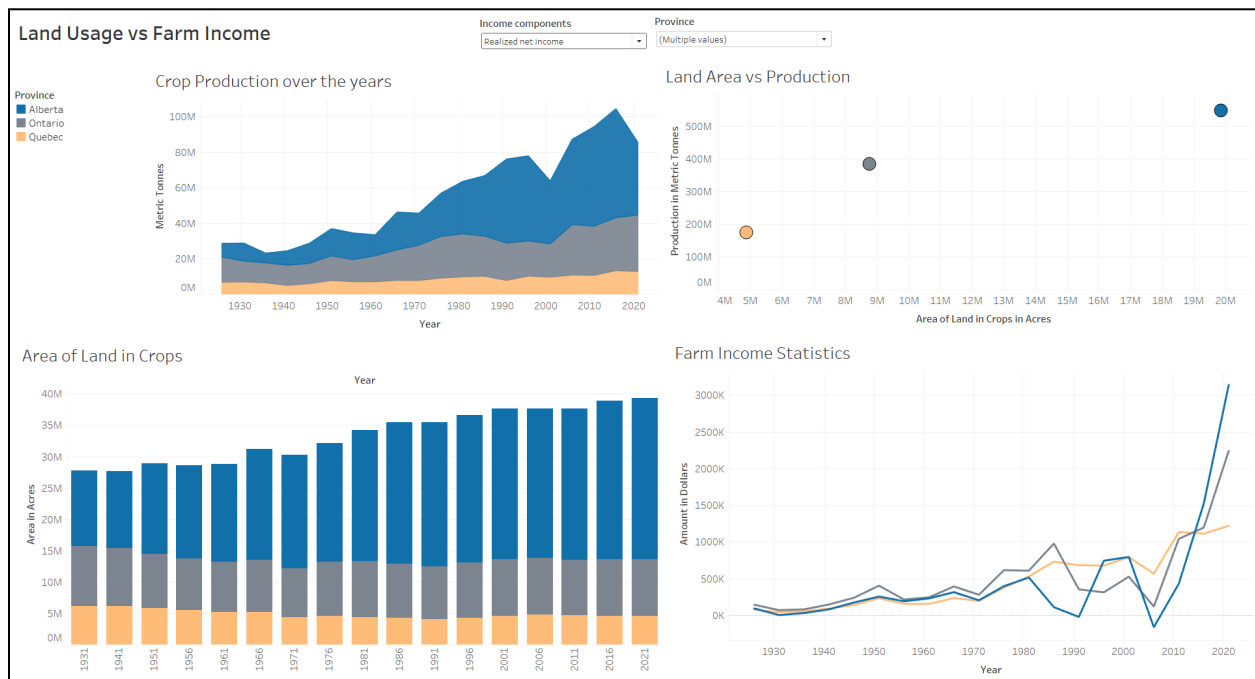 Land Usage vs Farm Income
Income components
Realized net income
Province
(Multiple values)
Province
Alberta
Ontario
Quebec
Crop Production over the years
100M
80M
60M
40M
20M
0M
Metric Tonnes
1930 1940 1950 1960 1970 1980 1990 2000 2010 2020
Year
Land Area vs Production
500M
400M
300M
200M
100M
0M
Production in Metric Tonnes
4M 5M 6M 7M 8M 9M 10M 11M 12M 13M 14M 15M 16M 17M 18M 19M 20M
Area of Land in Crops in Acres
Area of Land in Crops
Year
40M
35M
30M
25M
20M
15M
10M
5M
0M
Area in Acres
1931 1941 1951 1956 1961 1966 1971 1976 1981 1986 1991 1996 2001 2006 2011 2016 2021
Farm Income Statistics
3000K
2500K
2000K
1500K
1000K
500K
0K
Amount in Dollars
1930 1940 1950 1960 1970 1980 1990 2000 2010 2020
Year